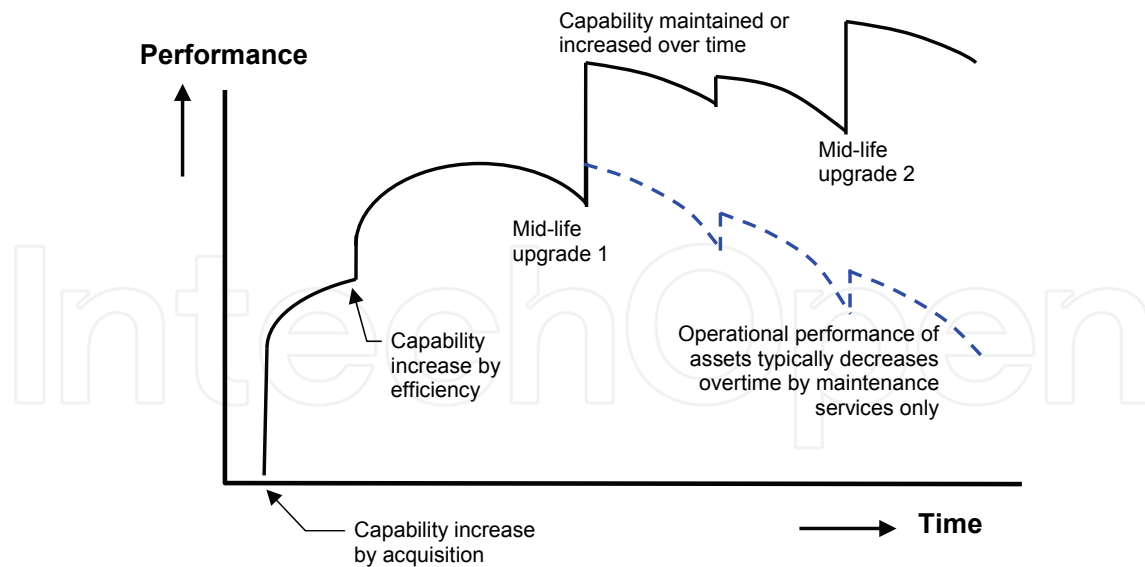 Capability maintained or
increased over time
Performance
Mid-life
upgrade 2
Mid-life
upgrade 1
Capability
increase by
efficiency
Operational performance of
assets typically decreases
overtime by maintenance
services only
Capability increase
by acquisition
Time
IntechOpen